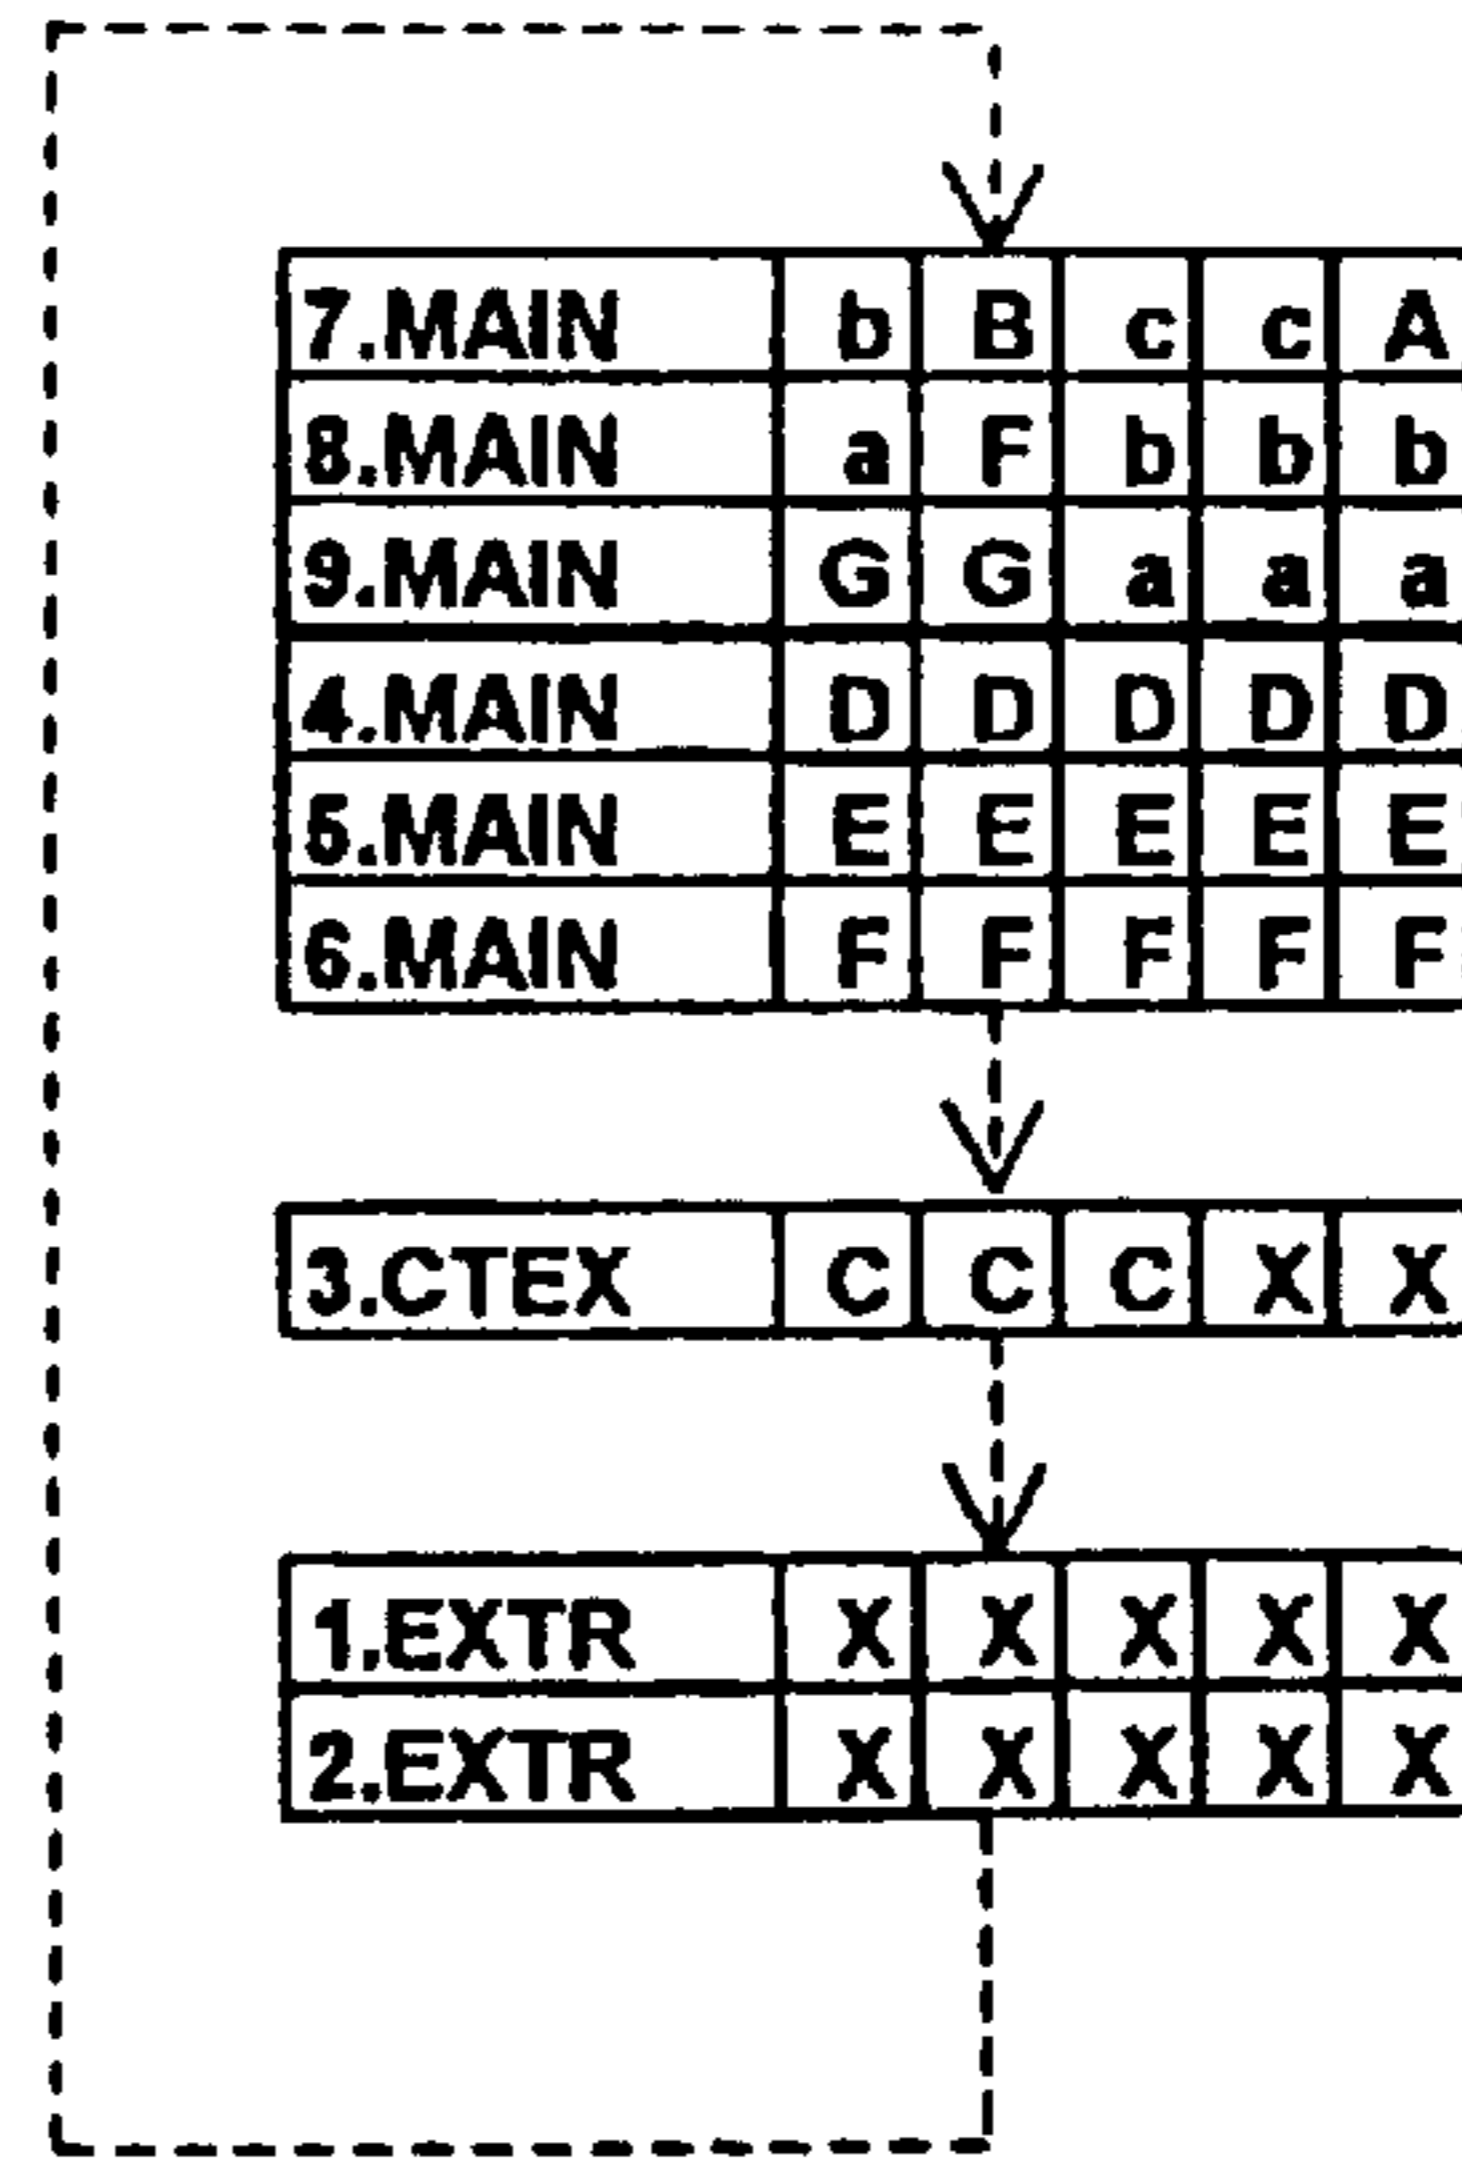 7.MAIN b B c c A
8.MAIN a F b b b
9.MAIN G G a a a
4.MAIN D D D D D
5.MAIN E E E E E
6.MAIN F F F F F
3.CTEX C C C X X
1.EXTR X X X X X
2.EXTR X X X X X